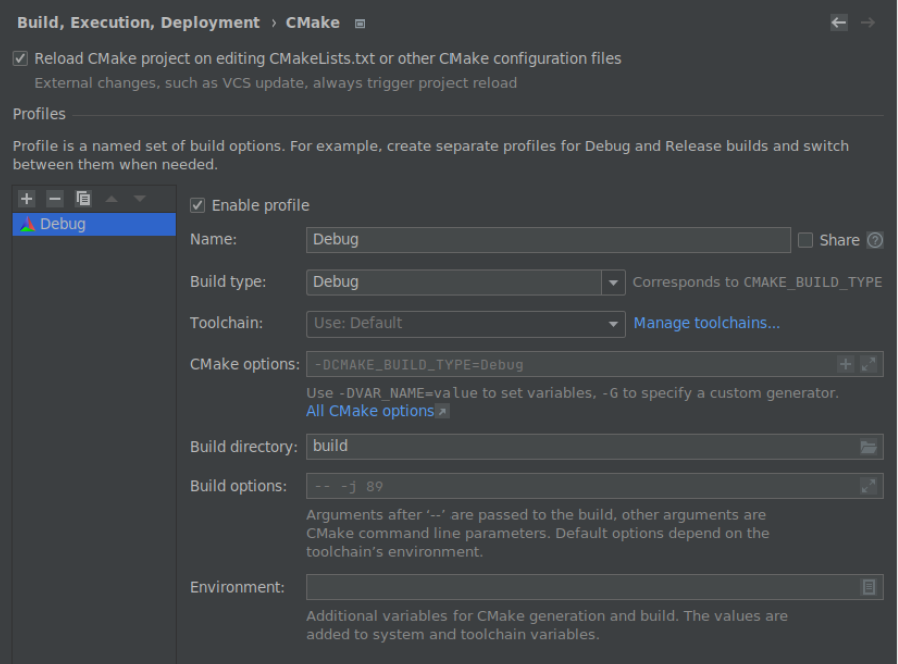 Build, Execution, Deployment › CMake
Reload CMake project on editing CMakeLists.txt or other CMake configuration files
External changes, such as VCS update, always trigger project reload
Profiles
Profile is a named set of build options. For example, create separate profiles for Debug and Release builds and switch
between them when needed.
Debug
Enable profile
Name: Debug Share
Build type: Debug Corresponds to CMAKE_BUILD_TYPE
Toolchain: Use: Default Manage toolchains...
CMake options: -DCMAKE_BUILD_TYPE=Debug
Use -DVAR_NAME=value to set variables, -G to specify a custom generator.
All CMake options
Build directory: build
Build options: -- -j 89
Arguments after ‘--’ are passed to the build, other arguments are
CMake command line parameters. Default options depend on the
toolchain’s environment.
Environment:
Additional variables for CMake generation and build. The values are
added to system and toolchain variables.